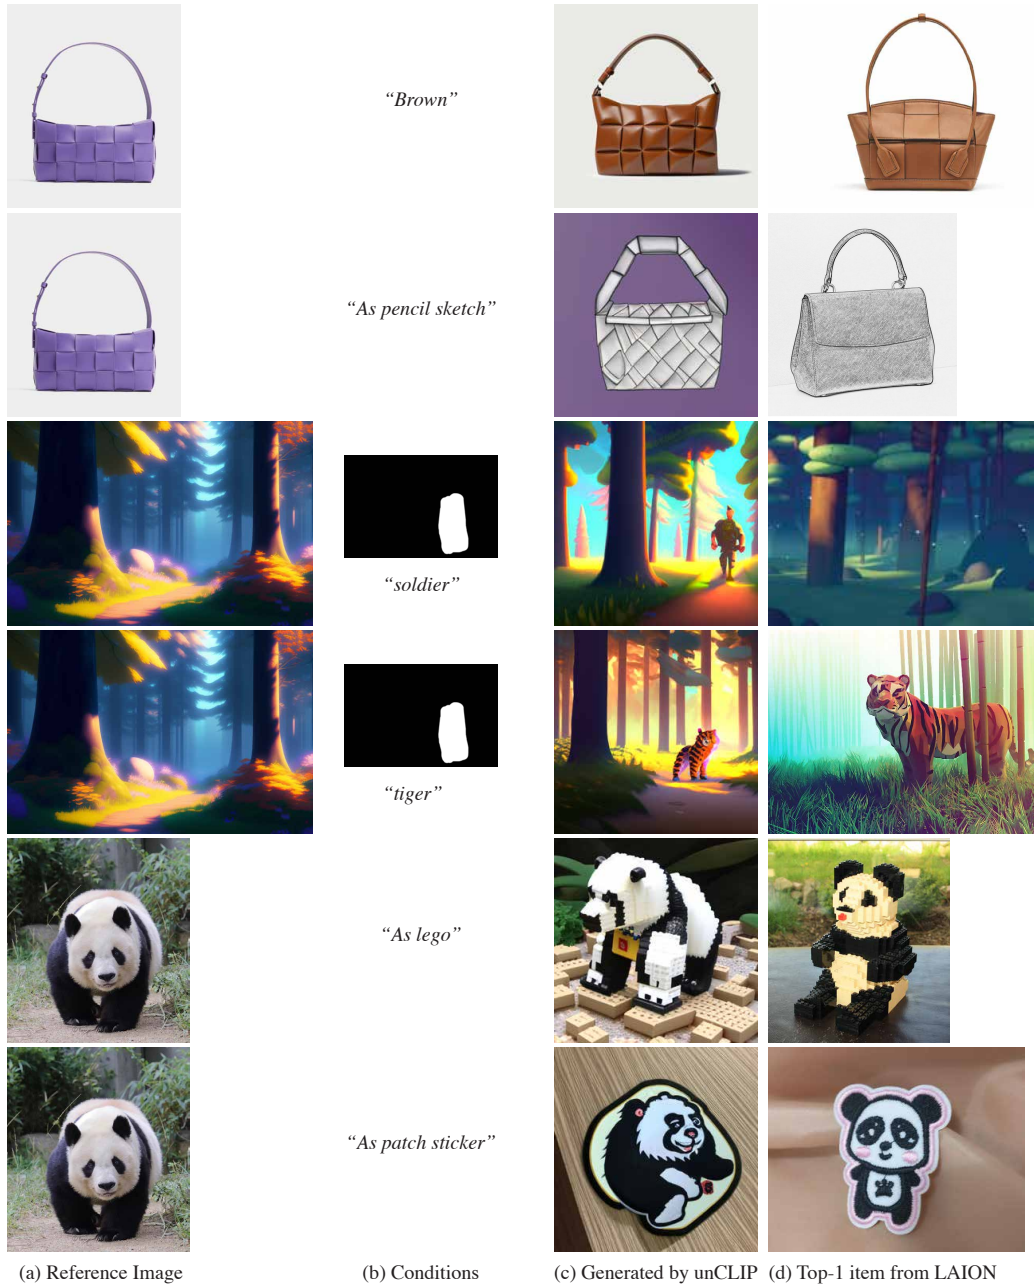 “Brown”
“As pencil sketch”
“soldier”
“tiger”
“As lego”
“As patch sticker”
(a) Reference Image (b) Conditions (c) Generated by unCLIP (d) Top-1 item from LAION